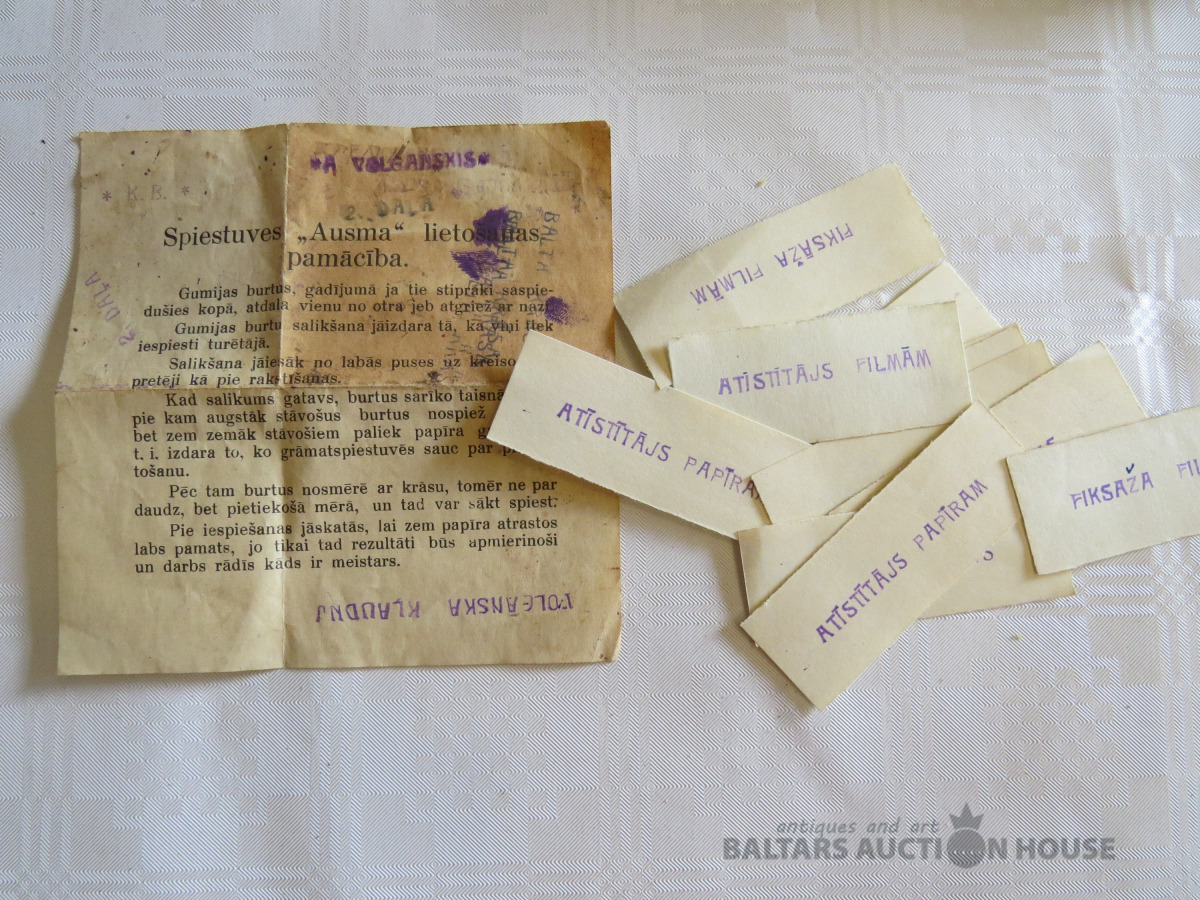 *A VOLGANSKIS*
* K. B. *
2. DAĻA
Spiestuves „Ausma“ lietošanas
pamācība.
2. DAĻA
BALTA
Gumijas burtus, gadījumā ja tie stiprāki saspie-
dušies kopā, atdala vienu no otra jeb atgriež ar nazi.
Gumijas burtu salikšana jāizdara tā, ka viņi tiek
iespiesti turētājā.
Salikšana jāiesāk no labās puses uz kreiso
pretēji kā pie rakstīšanas.
Kad salikums gatavs, burtus sarīko
pie kam augstāk stāvošus burtus nospiež
bet zem zemāk stāvošiem paliek papīra
t. i. izdara to, ko grāmatspiestuvēs sauc par
tošanu.
Pēc tam burtus nosmērē ar krāsu, tomēr ne par
daudz, bet pietiekošā mērā, un tad var sākt spiest.
Pie iespiešanas jāskatās, lai zem papīra atrastos
labs pamats, jo tikai tad rezultāti būs apmierinoši
un darbs rādīs kāds ir meistars.
FIKSĀŽA FILMĀM
ATĪSTĪTĀJS FILMĀM
ATĪSTĪTĀJS PAPĪRA
ATĪSTĪTĀJS PAPĪRAM
FIKSAŽA FIL
antiques and art
BALTARS AUCTION HOUSE